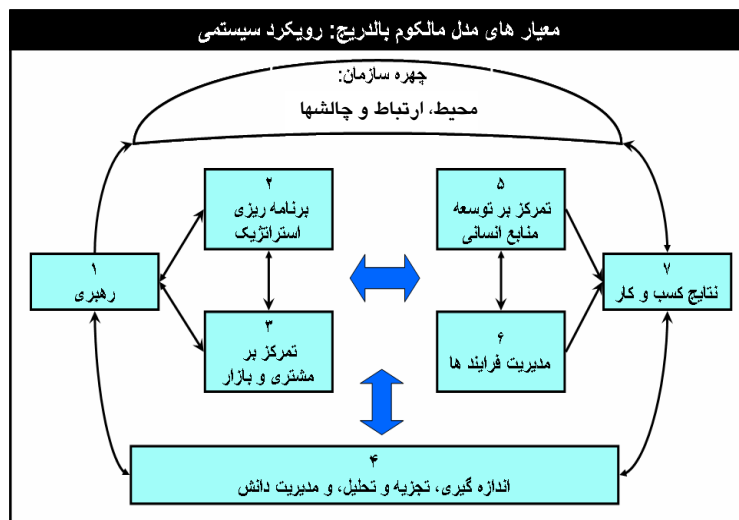 معیار های مدل مالکوم بالدریج: رویکرد سیستمی
چهره سازمان:
محیط، ارتباط و چالشها
۲
برنامه ریزی
استراتژیک
۵
تمرکز بر توسعه
منابع انسانی
۱
رهبری
۷
نتایج کسب و کار
۳
تمرکز بر
مشتری و بازار
۶
مدیریت فرایند ها
۴
اندازه گیری، تجزیه و تحلیل، و مدیریت دانش